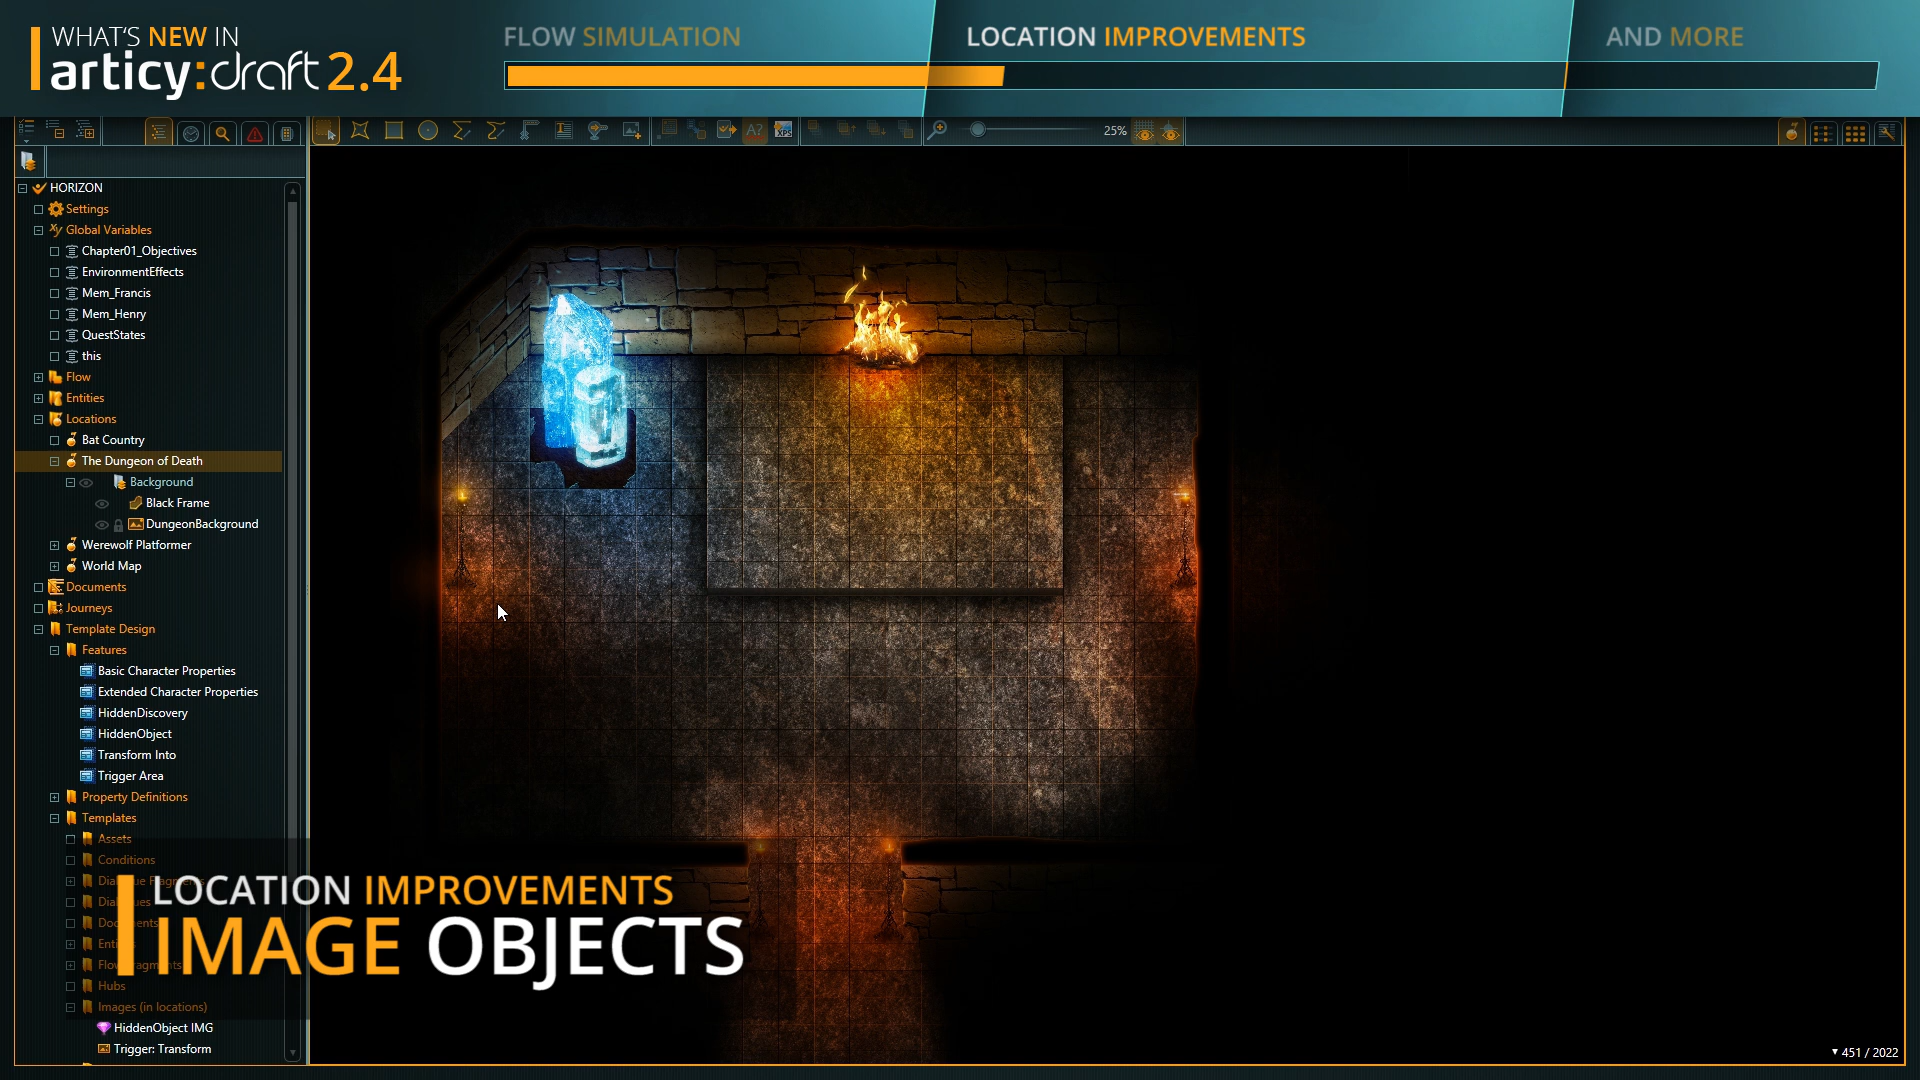 WHAT'S NEW IN
articy:draft 2.4
FLOW SIMULATION
LOCATION IMPROVEMENTS
AND MORE
A?
XPS
25%
HORIZON
Settings
Global Variables
Chapter01_Objectives
EnvironmentEffects
Mem_Francis
Mem_Henry
QuestStates
this
Flow
Entities
Locations
Bat Country
The Dungeon of Death
Background
Black Frame
DungeonBackground
Werewolf Platformer
World Map
Documents
Journeys
Template Design
Features
Basic Character Properties
Extended Character Properties
HiddenDiscovery
HiddenObject
Transform Into
Trigger Area
Property Definitions
Templates
Assets
Conditions
Hubs
Images (in locations)
HiddenObject IMG
Trigger: Transform
LOCATION IMPROVEMENTS
IMAGE OBJECTS
451 / 2022